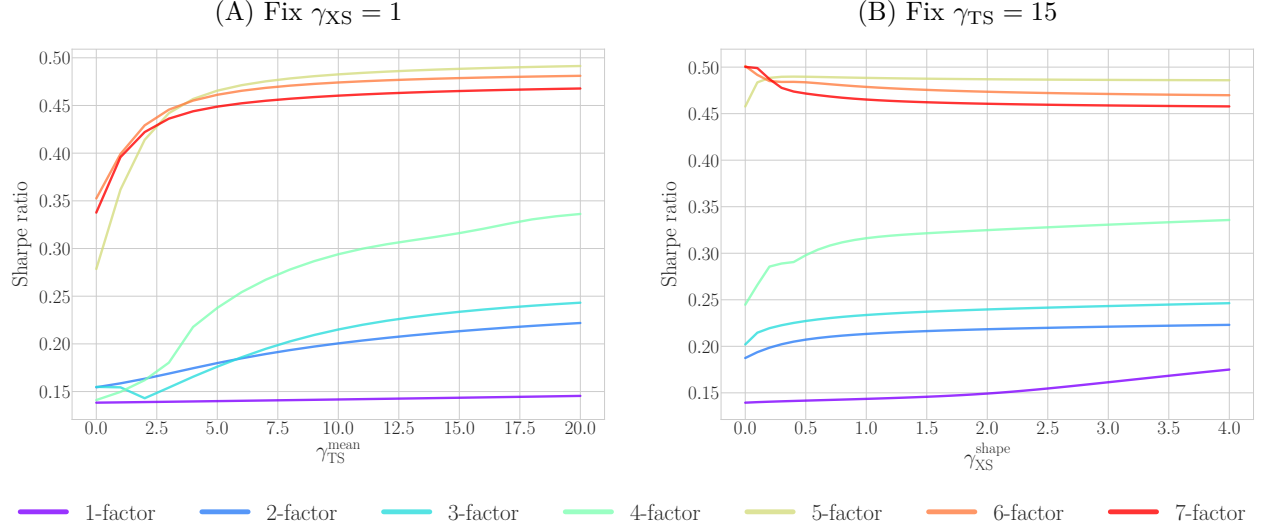 (A) Fix γXS = 1
(B) Fix γTS = 15
Sharpe ratio
0.50
0.45
0.40
0.35
0.30
0.25
0.20
0.15
0.0 2.5 5.0 7.5 10.0 12.5 15.0 17.5 20.0
γ_TS^mean
Sharpe ratio
0.50
0.45
0.40
0.35
0.30
0.25
0.20
0.15
0.0 0.5 1.0 1.5 2.0 2.5 3.0 3.5 4.0
γ_XS^shape
1-factor 2-factor 3-factor 4-factor 5-factor 6-factor 7-factor